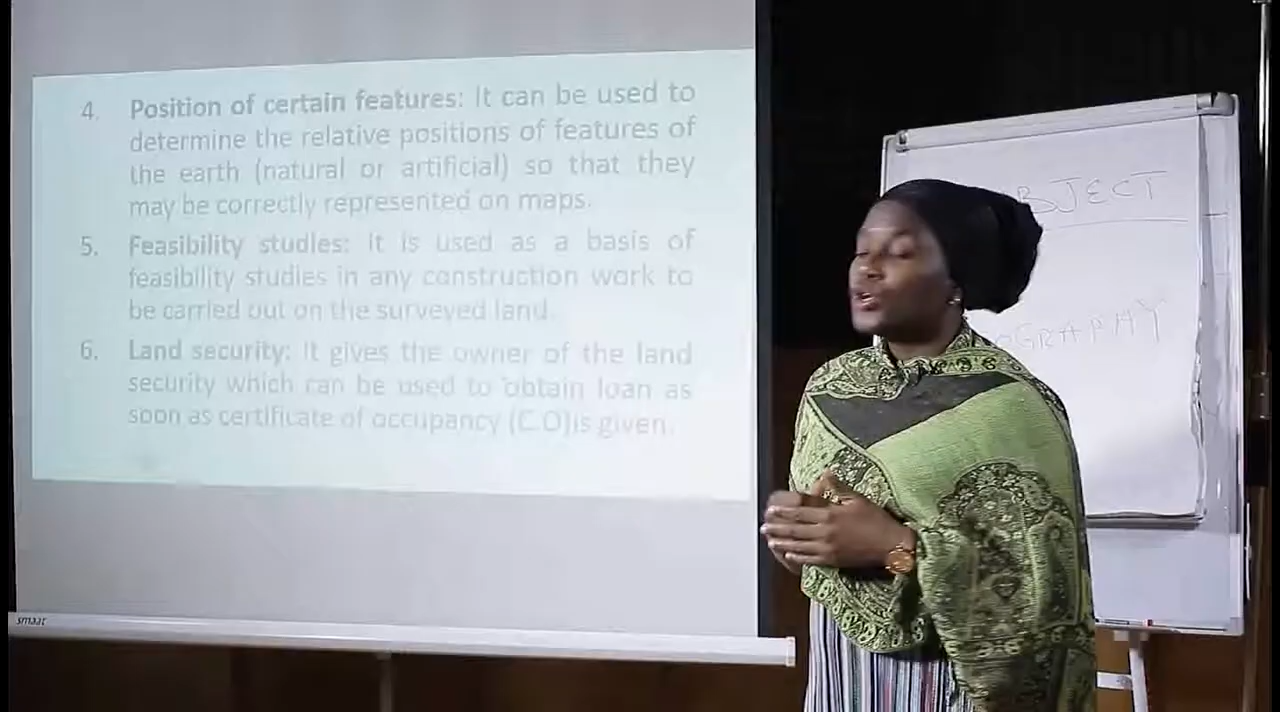 4. Position of certain features: It can be used to
determine the relative positions of features of
the earth (natural or artificial) so that they
may be correctly represented on maps.
5. Feasibility studies: It is used as a basis of
feasibility studies in any construction work to
be carried out on the surveyed land.
6. Land security: It gives the owner of the land
security which can be used to obtain loan as
soon as certificate of occupancy (C.O)is given.
smaat
BJECT
OGRAPHY